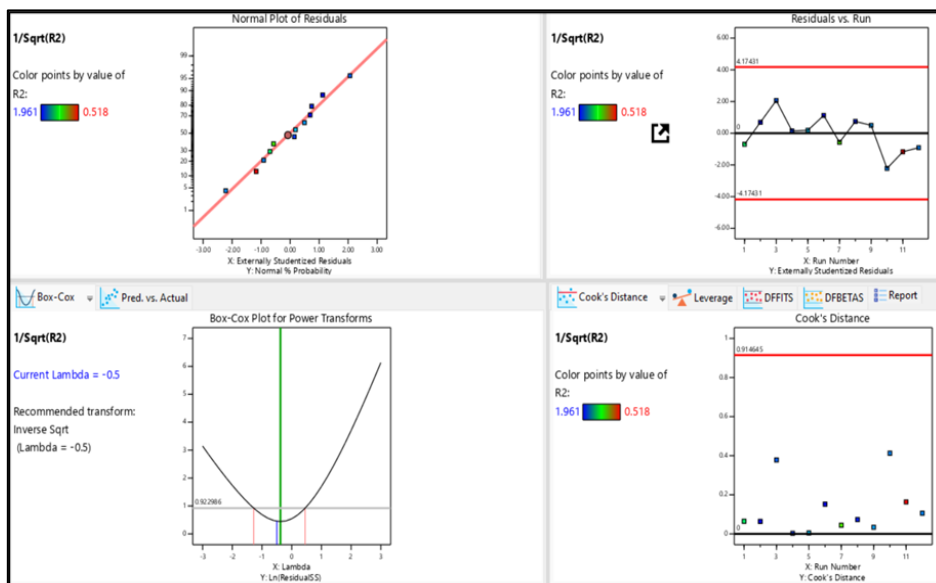 Normal Plot of Residuals
1/Sqrt(R2)
Color points by value of
R2:
1.961 0.518
99
95
90
80
70
50
30
20
10
5
1
-3.00 -2.00 -1.00 0.00 1.00 2.00 3.00
X: Externally Studentized Residuals
Y: Normal % Probability
Residuals vs. Run
1/Sqrt(R2)
Color points by value of
R2:
1.961 0.518
6.00
4.17431
4.00
2.00
0
0.00
-2.00
-4.00
-4.17431
-6.00
1 3 5 7 9 11
X: Run Number
Y: Externally Studentized Residuals
Box-Cox Pred. vs. Actual
Box-Cox Plot for Power Transforms
1/Sqrt(R2)
Current Lambda = -0.5
Recommended transform:
Inverse Sqrt
(Lambda = -0.5)
7
6
5
4
3
2
0.922986
1
0
-3 -2 -1 0 1 2 3
X: Lambda
Y: Ln(ResidualSS)
Cook's Distance Leverage DFFITS DFBETAS Report
Cook's Distance
1/Sqrt(R2)
Color points by value of
R2:
1.961 0.518
1
0.914645
0.8
0.6
0.4
0.2
0
0
1 3 5 7 9 11
X: Run Number
Y: Cook's Distance